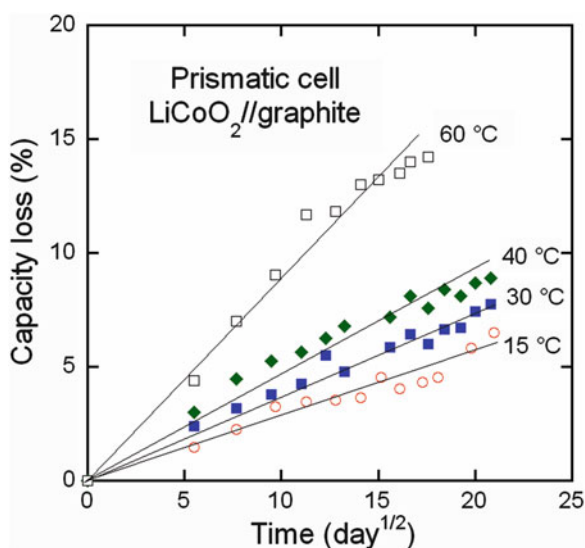 20
Prismatic cell
LiCoO₂//graphite
60 °C
15
Capacity loss (%)
10
40 °C
30 °C
5
15 °C
0
0 5 10 15 20 25
Time (day¹/²)